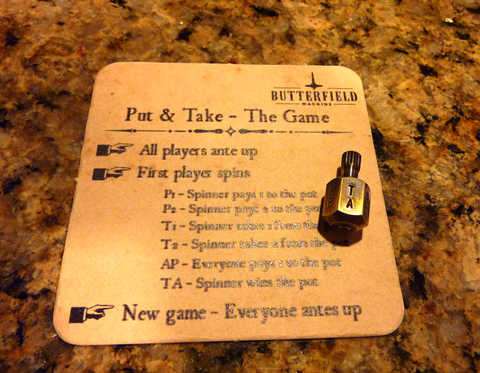 BUTTERFIELD
MACHINE
Put & Take - The Game
All players ante up
First player spins
P1 - Spinner pays 1 to the pot
P2 - Spinner pays 2 to the pot
T1 - Spinner takes 1 from the
T2 - Spinner takes 2 from the pot
AP - Everyone pays 1 to the pot
TA - Spinner wins the pot
New game - Everyone antes up
TA